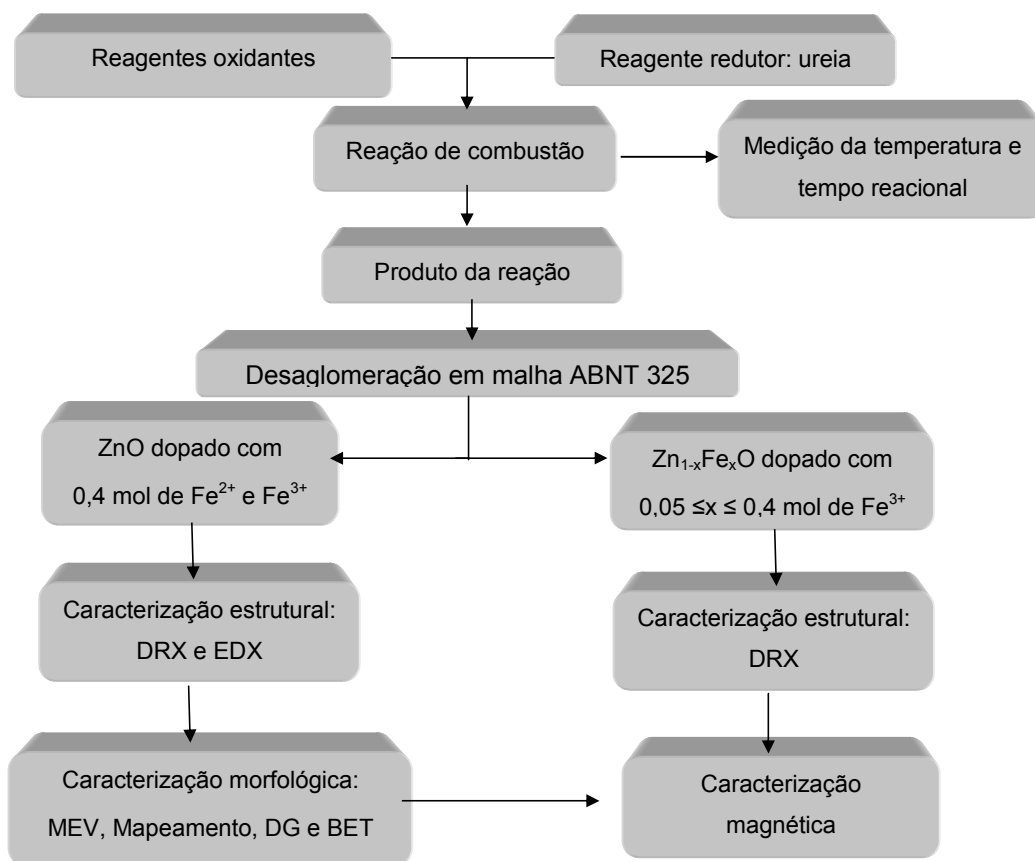 Reagentes oxidantes
Reagente redutor: ureia
Reação de combustão
Medição da temperatura e
tempo reacional
Produto da reação
Desaglomeração em malha ABNT 325
ZnO dopado com
0,4 mol de Fe²⁺ e Fe³⁺
Zn₁₋ₓFeₓO dopado com
0,05 ≤x ≤ 0,4 mol de Fe³⁺
Caracterização estrutural:
DRX e EDX
Caracterização estrutural:
DRX
Caracterização morfológica:
MEV, Mapeamento, DG e BET
Caracterização
magnética